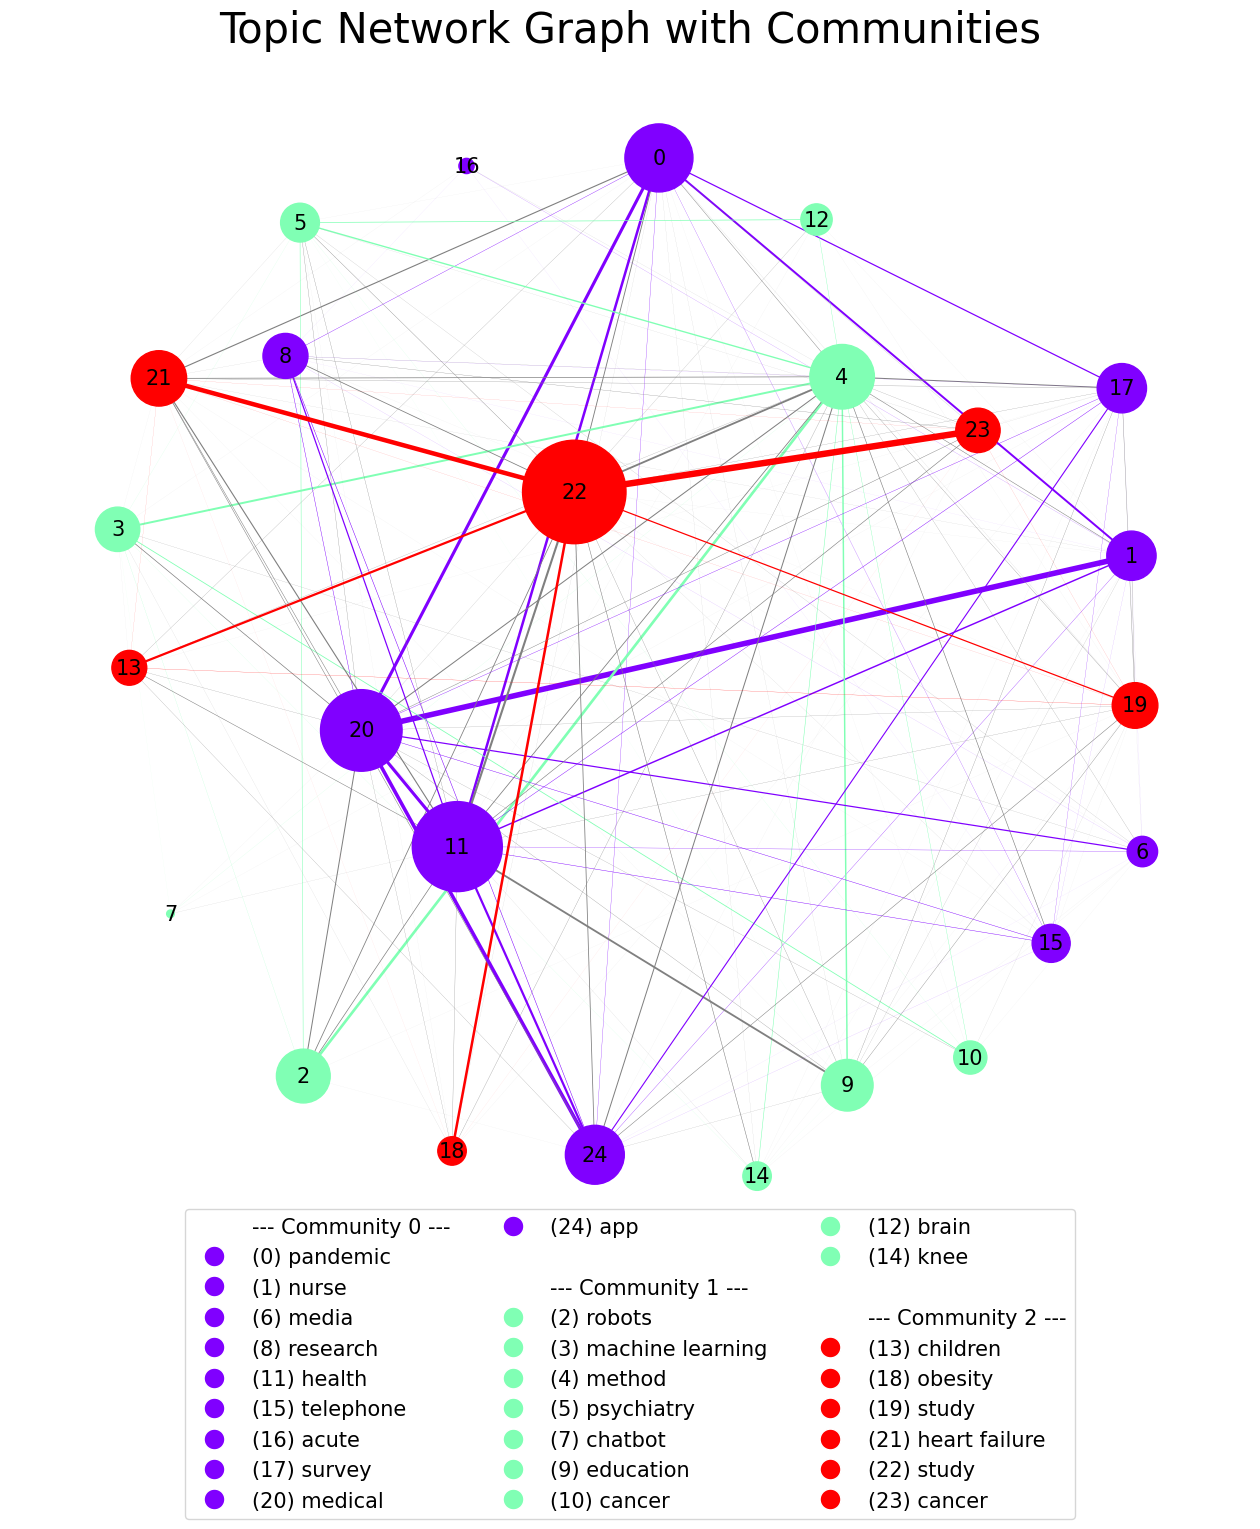 Topic Network Graph with Communities
16
0
12
5
8
21
4
17
23
22
3
1
13
19
20
11
6
7
15
10
2
9
18
24
14
--- Community 0 ---
(0) pandemic
(1) nurse
(6) media
(8) research
(11) health
(15) telephone
(16) acute
(17) survey
(20) medical
(24) app
--- Community 1 ---
(2) robots
(3) machine learning
(4) method
(5) psychiatry
(7) chatbot
(9) education
(10) cancer
(12) brain
(14) knee
--- Community 2 ---
(13) children
(18) obesity
(19) study
(21) heart failure
(22) study
(23) cancer